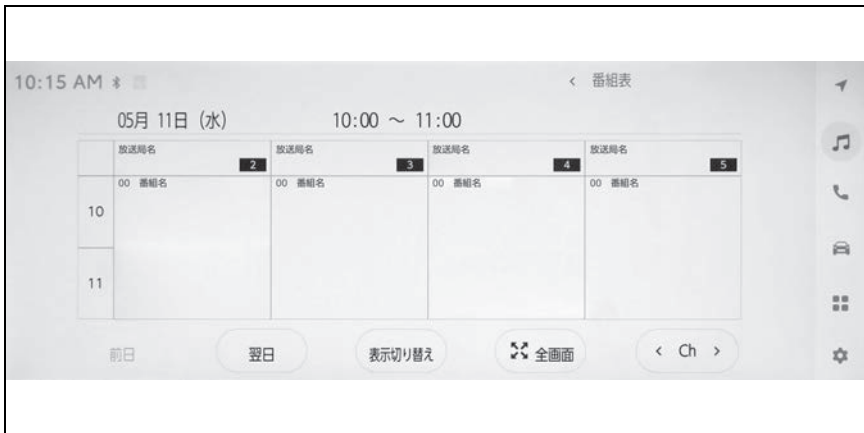 10:15 AM
番組表
05月 11日 (水) 10:00 ～ 11:00
放送局名 2 放送局名 3 放送局名 4 放送局名 5
00 番組名 00 番組名 00 番組名 00 番組名
10
11
前日 翌日 表示切り替え 全画面 Ch